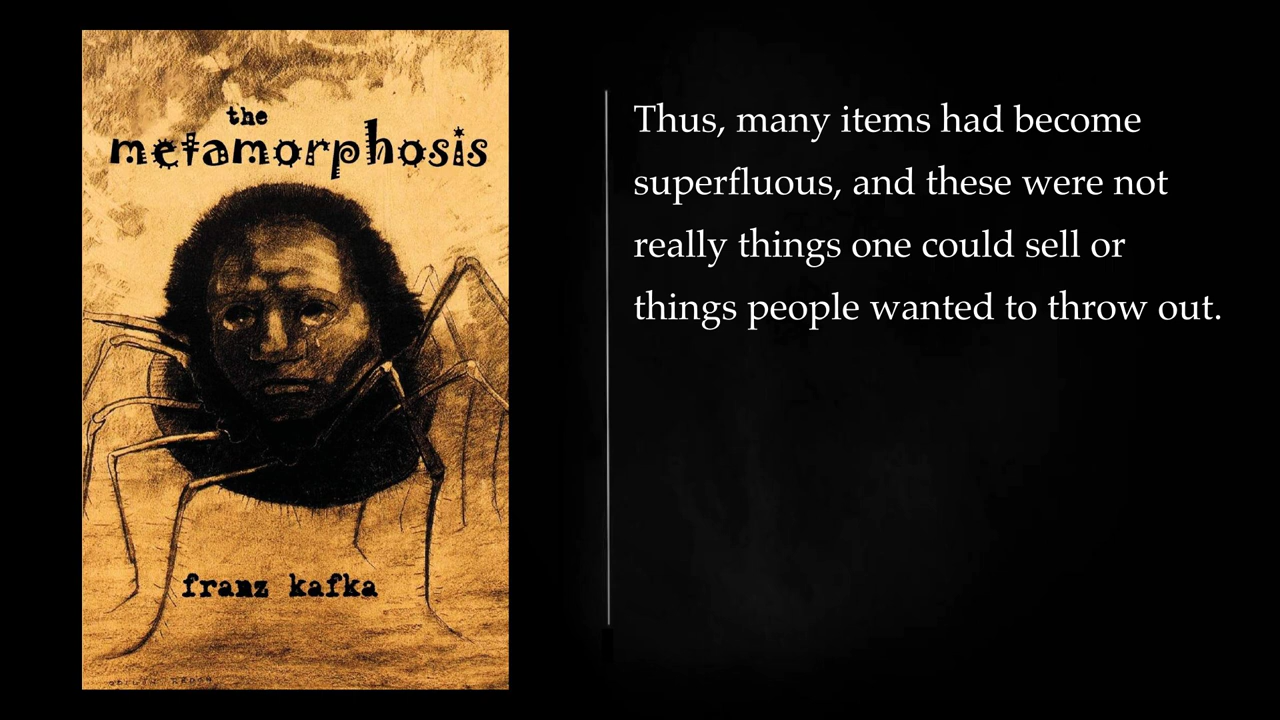 the
metamorphosis
franz kafka
Thus, many items had become
superfluous, and these were not
really things one could sell or
things people wanted to throw out.